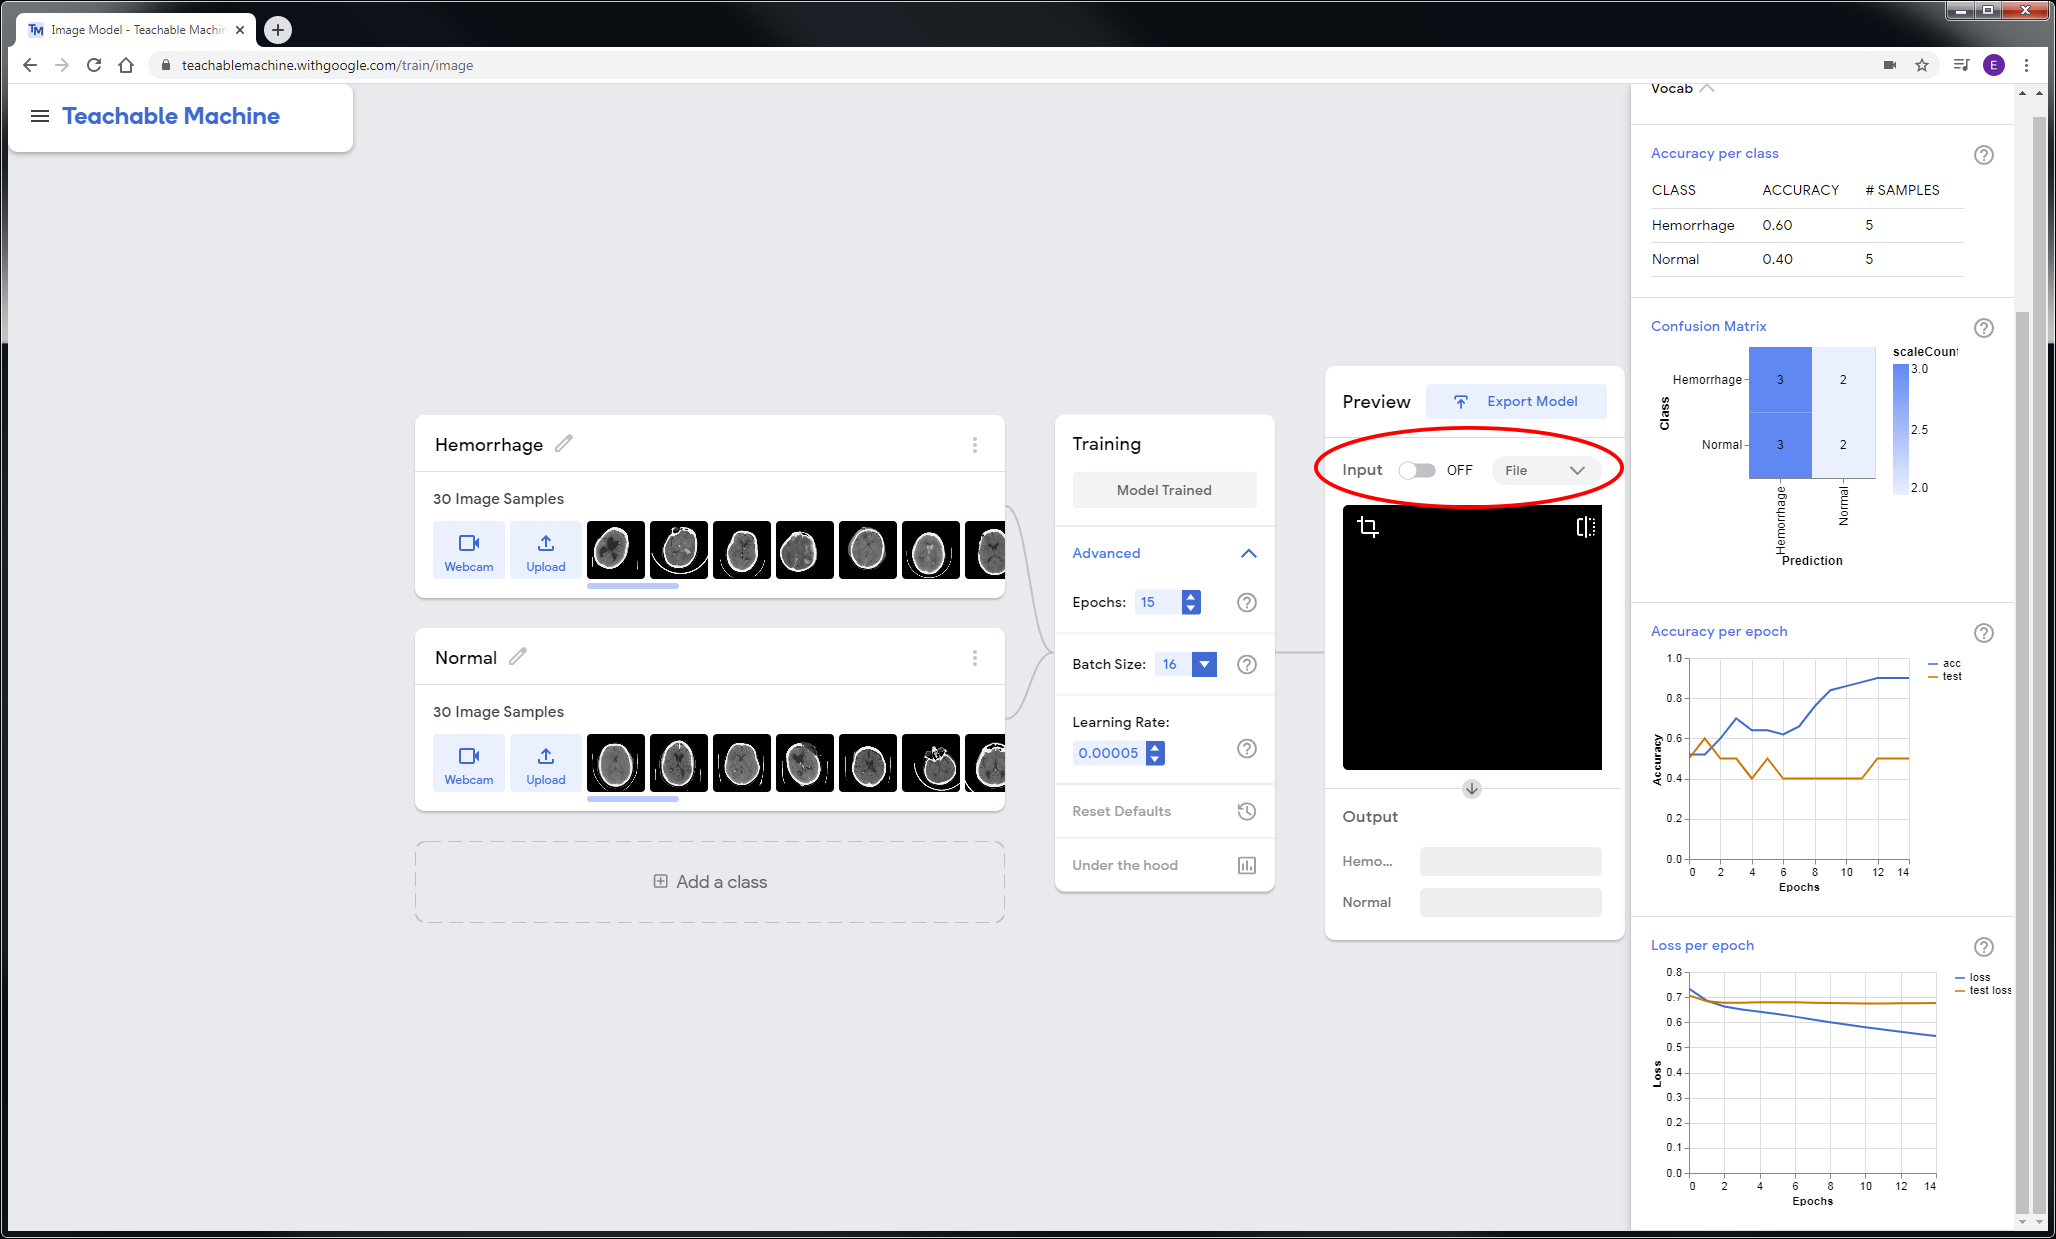 Image Model - Teachable Machin
teachablemachine.withgoogle.com/train/image
E
Teachable Machine
Hemorrhage
30 Image Samples
Webcam
Upload
Normal
30 Image Samples
Webcam
Upload
Add a class
Training
Model Trained
Advanced
Epochs: 15
Batch Size: 16
Learning Rate:
0.00005
Reset Defaults
Under the hood
Preview
Export Model
Input OFF File
Output
Hemo...
Normal
Vocab
Accuracy per class
CLASS ACCURACY # SAMPLES
Hemorrhage 0.60 5
Normal 0.40 5
Confusion Matrix
scaleCount
3.0
2.5
2.0
Class
Hemorrhage 3 2
Normal 3 2
Hemorrhage Normal
Prediction
Accuracy per epoch
acc
test
Accuracy
1.0
0.8
0.6
0.4
0.2
0.0
0 2 4 6 8 10 12 14
Epochs
Loss per epoch
loss
test loss
Loss
0.8
0.7
0.6
0.5
0.4
0.3
0.2
0.1
0.0
0 2 4 6 8 10 12 14
Epochs